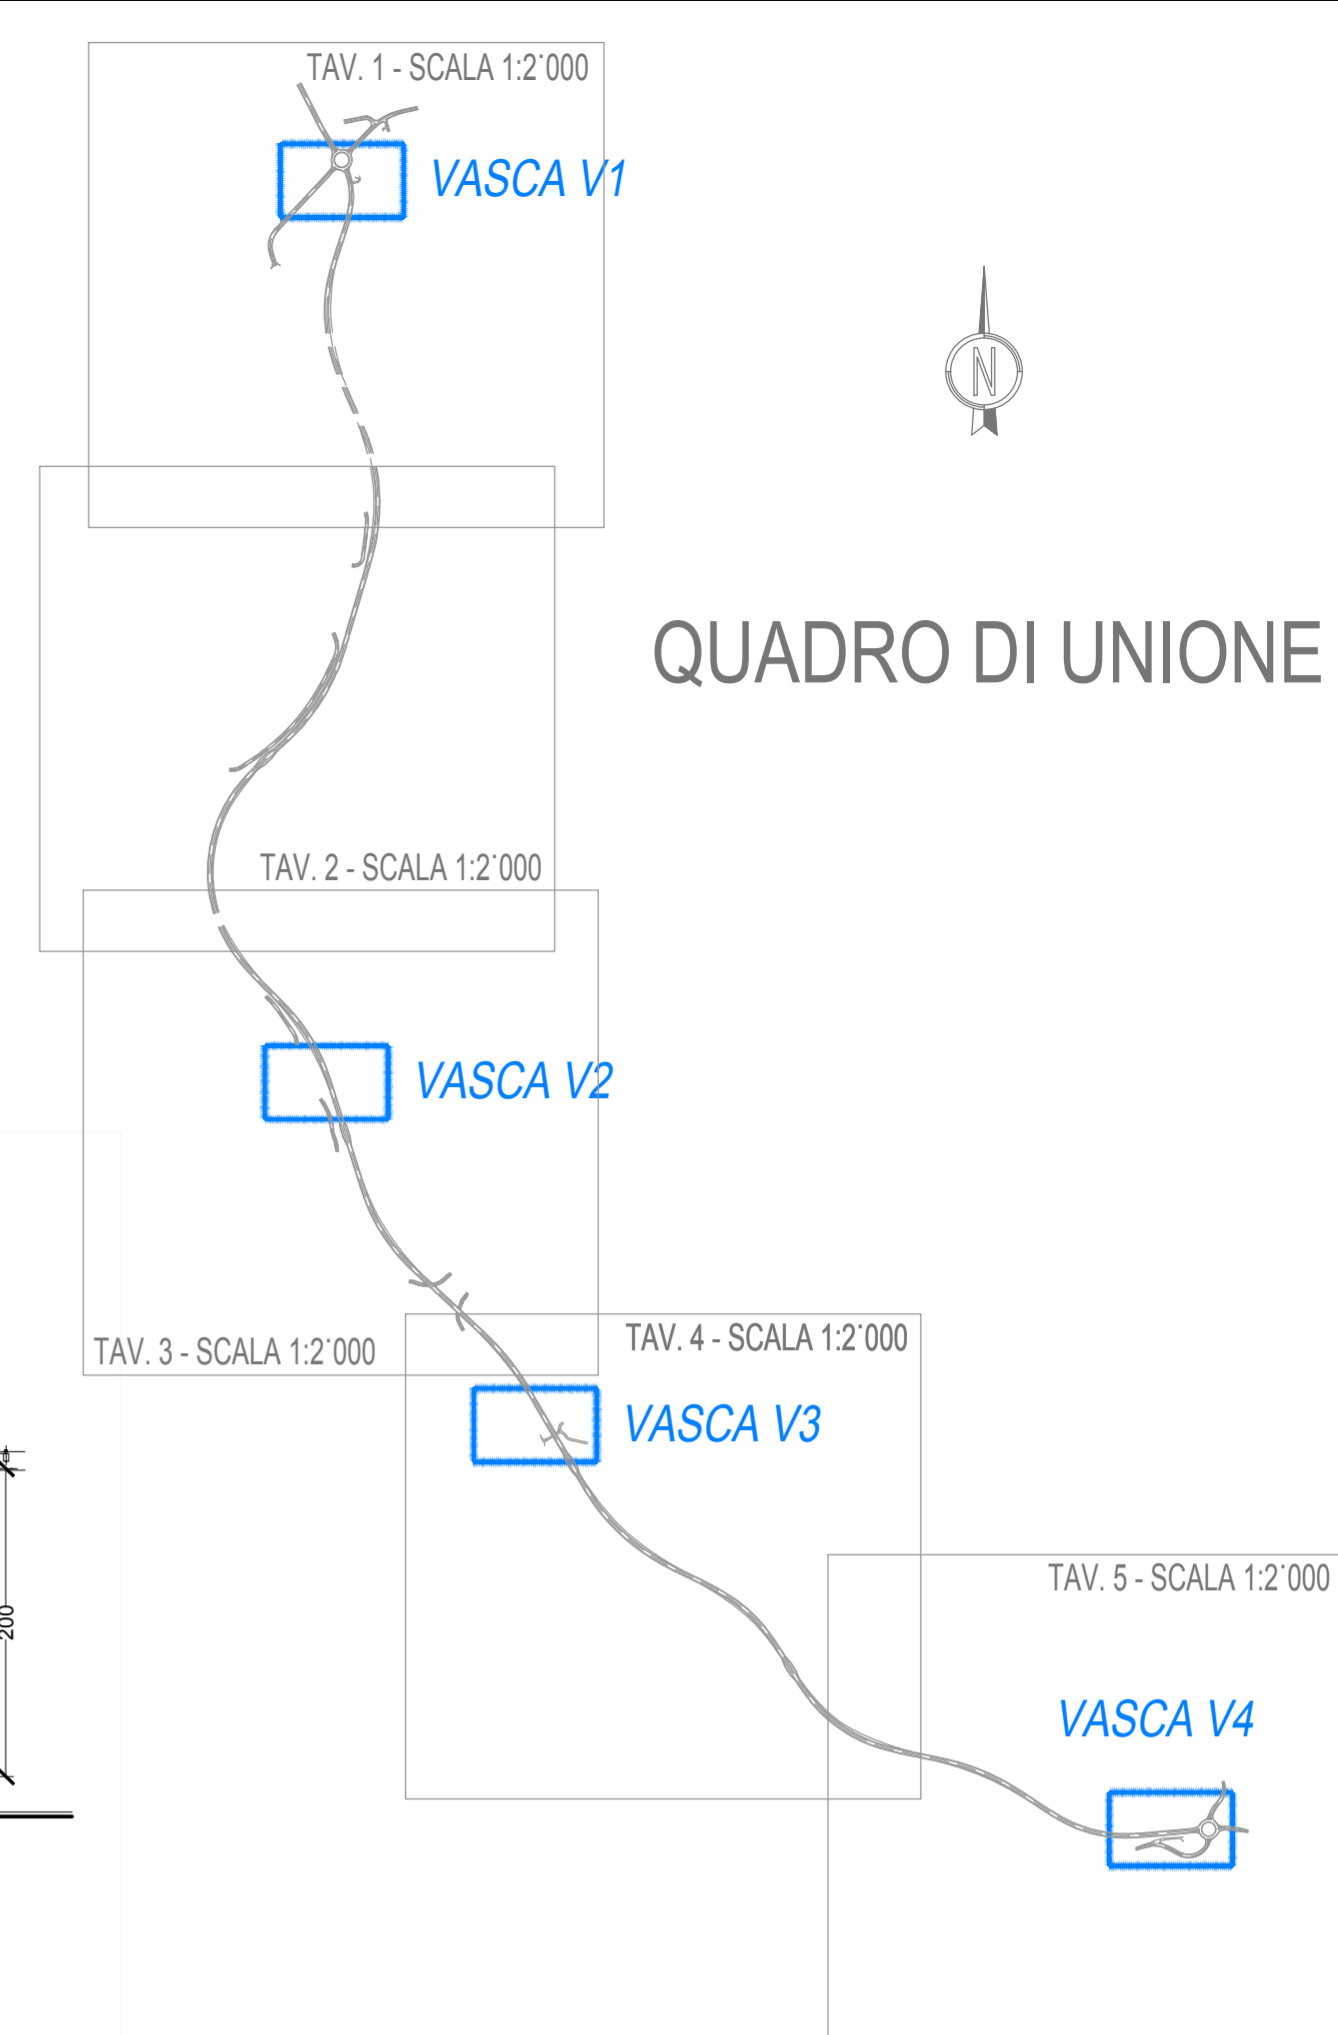 TAV. 1 - SCALA 1:2˙000
VASCA V1
N
QUADRO DI UNIONE
TAV. 2 - SCALA 1:2˙000
VASCA V2
TAV. 3 - SCALA 1:2˙000
TAV. 4 - SCALA 1:2˙000
VASCA V3
TAV. 5 - SCALA 1:2˙000
200
VASCA V4